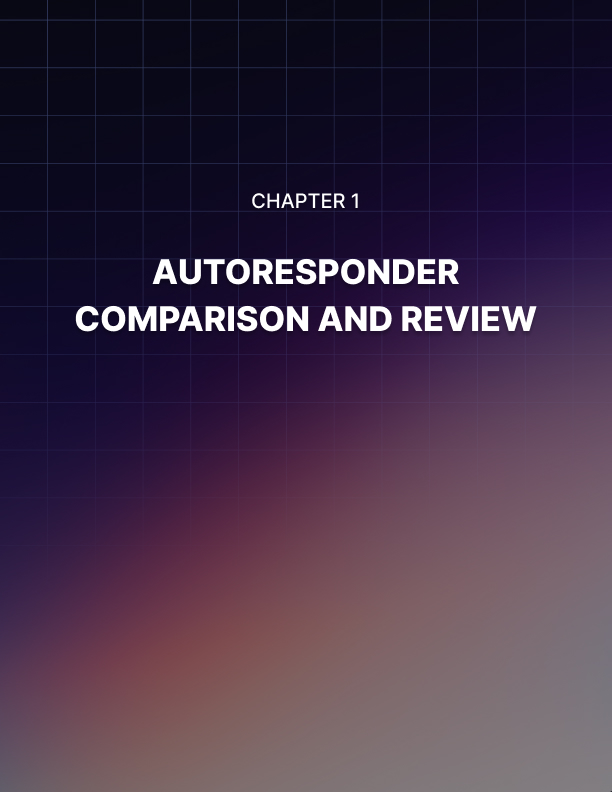 CHAPTER 1
AUTORESPONDER
COMPARISON AND REVIEW